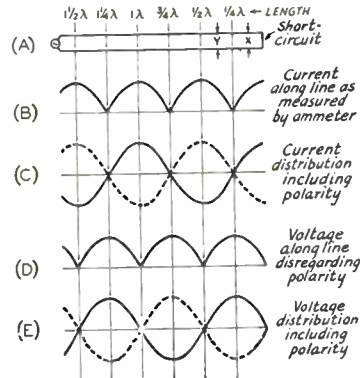 1½λ 1¼λ 1λ ¾λ ½λ ¼λ ← LENGTH
(A) Y X Short-
circuit
(B) Current
along line as
measured
by ammeter
(C) Current
distribution
including
polarity
(D) Voltage
along line
disregarding
polarity
(E) Voltage
distribution
including
polarity